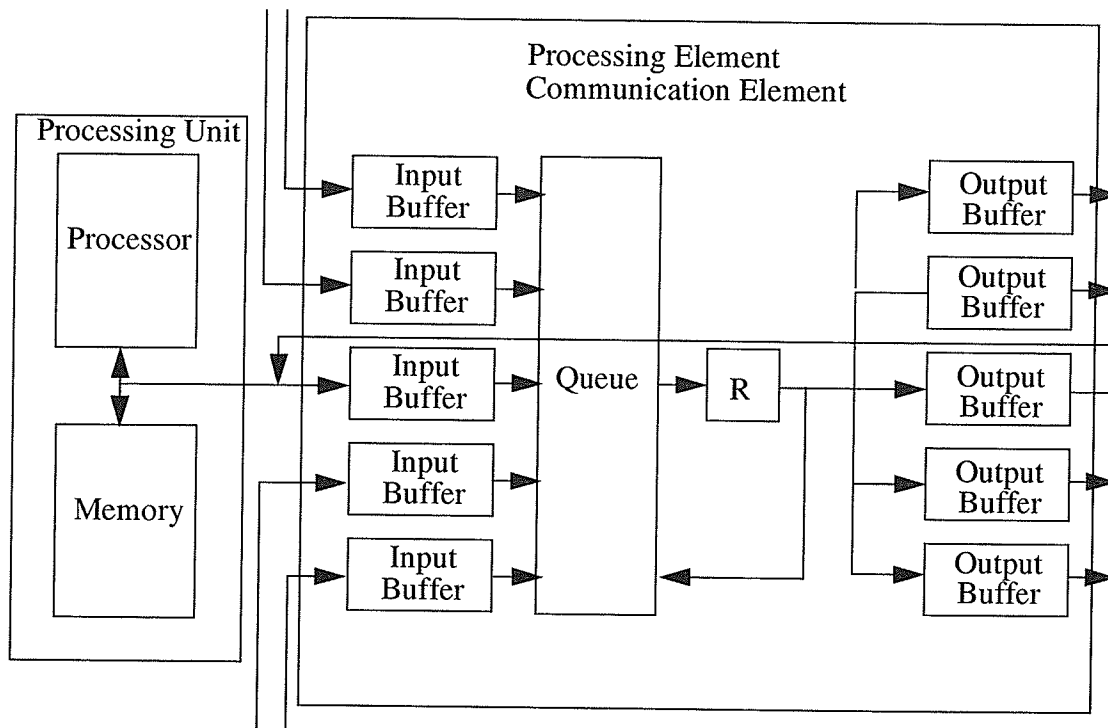 Processing Element
Communication Element
Processing Unit
Processor
Memory
Input
Buffer
Input
Buffer
Input
Buffer
Input
Buffer
Input
Buffer
Queue
R
Output
Buffer
Output
Buffer
Output
Buffer
Output
Buffer
Output
Buffer